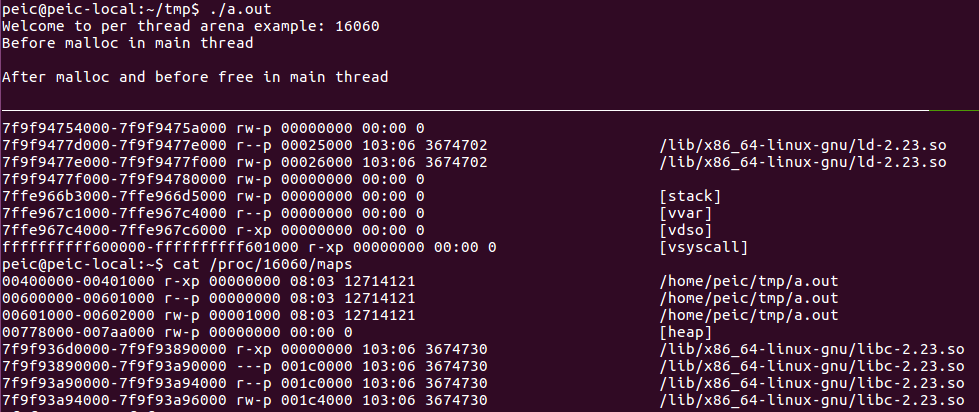 peic@peic-local:~/tmp$ ./a.out
Welcome to per thread arena example: 16060
Before malloc in main thread
After malloc and before free in main thread
7f9f94754000-7f9f9475a000 rw-p 00000000 00:00 0
7f9f9477d000-7f9f9477e000 r--p 00025000 103:06 3674702 /lib/x86_64-linux-gnu/ld-2.23.so
7f9f9477e000-7f9f9477f000 rw-p 00026000 103:06 3674702 /lib/x86_64-linux-gnu/ld-2.23.so
7f9f9477f000-7f9f94780000 rw-p 00000000 00:00 0
7ffe966b3000-7ffe966d5000 rw-p 00000000 00:00 0 [stack]
7ffe967c1000-7ffe967c4000 r--p 00000000 00:00 0 [vvar]
7ffe967c4000-7ffe967c6000 r-xp 00000000 00:00 0 [vdso]
ffffffffff600000-ffffffffff601000 r-xp 00000000 00:00 0 [vsyscall]
peic@peic-local:~$ cat /proc/16060/maps
00400000-00401000 r-xp 00000000 08:03 12714121 /home/peic/tmp/a.out
00600000-00601000 r--p 00000000 08:03 12714121 /home/peic/tmp/a.out
00601000-00602000 rw-p 00001000 08:03 12714121 /home/peic/tmp/a.out
00778000-007aa000 rw-p 00000000 00:00 0 [heap]
7f9f936d0000-7f9f93890000 r-xp 00000000 103:06 3674730 /lib/x86_64-linux-gnu/libc-2.23.so
7f9f93890000-7f9f93a90000 ---p 001c0000 103:06 3674730 /lib/x86_64-linux-gnu/libc-2.23.so
7f9f93a90000-7f9f93a94000 r--p 001c0000 103:06 3674730 /lib/x86_64-linux-gnu/libc-2.23.so
7f9f93a94000-7f9f93a96000 rw-p 001c4000 103:06 3674730 /lib/x86_64-linux-gnu/libc-2.23.so